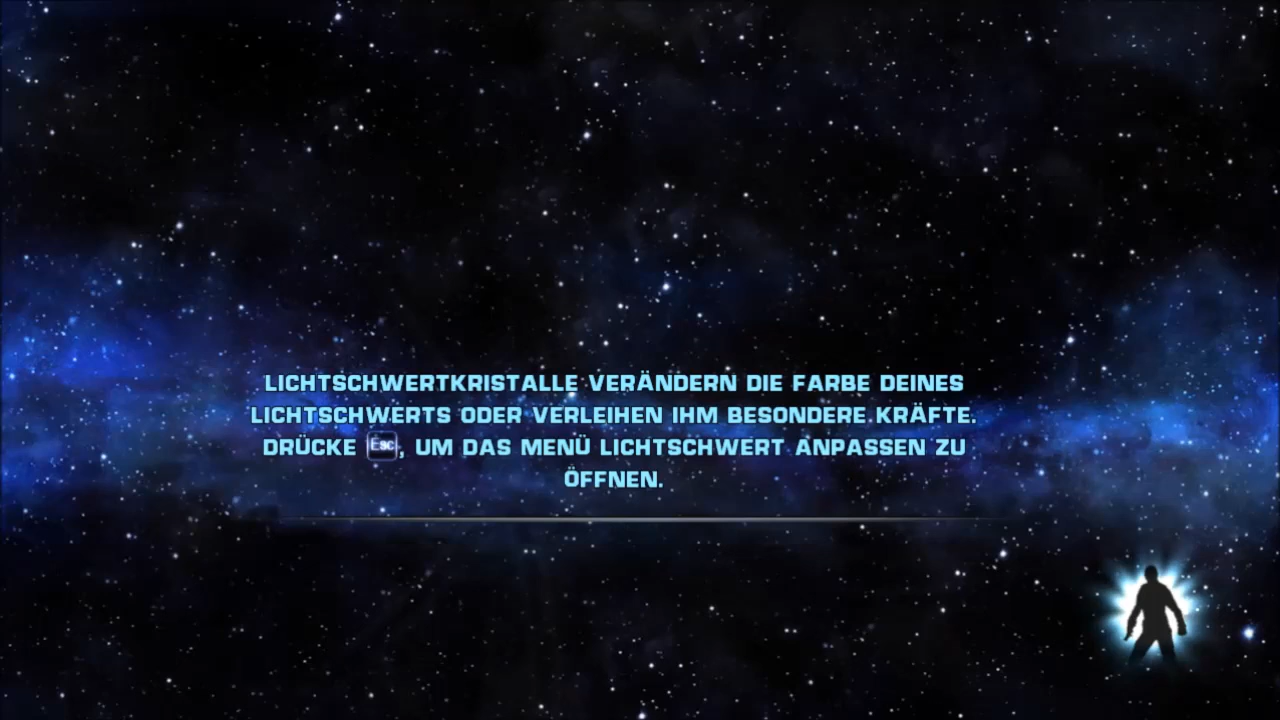 LICHTSCHWERTKRISTALLE VERÄNDERN DIE FARBE DEINES
LICHTSCHWERTS ODER VERLEIHEN IHM BESONDERE KRÄFTE.
DRÜCKE Esc, UM DAS MENÜ LICHTSCHWERT ANPASSEN ZU
ÖFFNEN.